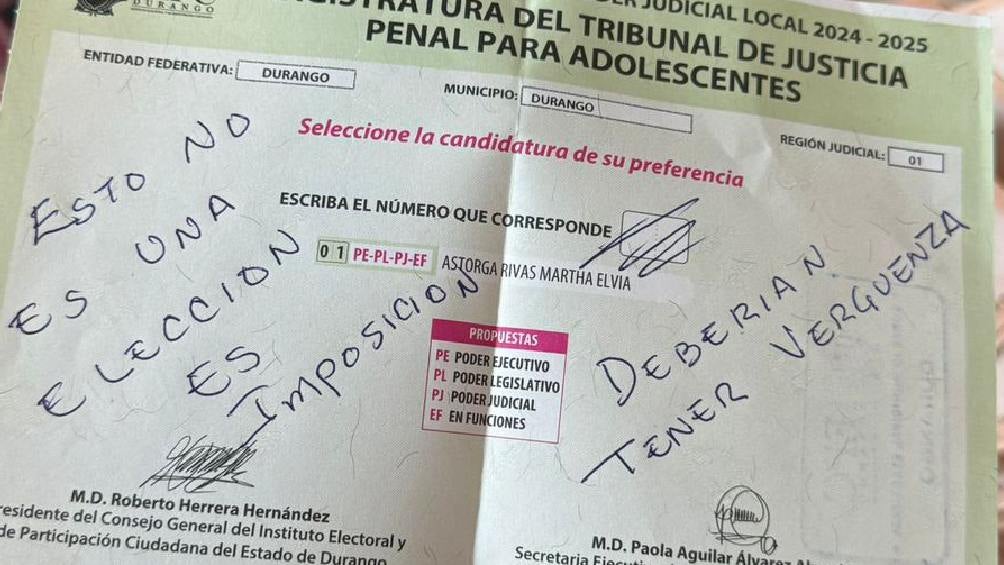 DURANGO
JUDICIAL LOCAL 2024 - 2025
DEL TRIBUNAL DE JUSTICIA
PENAL PARA ADOLESCENTES
ENTIDAD FEDERATIVA: DURANGO
MUNICIPIO: DURANGO
REGIÓN JUDICIAL: 01
Seleccione la candidatura de su preferencia
ESCRIBA EL NÚMERO QUE CORRESPONDE
01 PE-PL-PJ-EF ASTORGA RIVAS MARTHA ELVIA
ESTO NO
ES UNA
ELECCION
ES
IMPOSICION
DEBERIAN
TENER VERGUENZA
PROPUESTAS
PE PODER EJECUTIVO
PL PODER LEGISLATIVO
PJ PODER JUDICIAL
EF EN FUNCIONES
M.D. Roberto Herrera Hernández
residente del Consejo General del Instituto Electoral y
de Participación Ciudadana del Estado de Durango
M.D. Paola Aguilar Álvarez
Secretaria